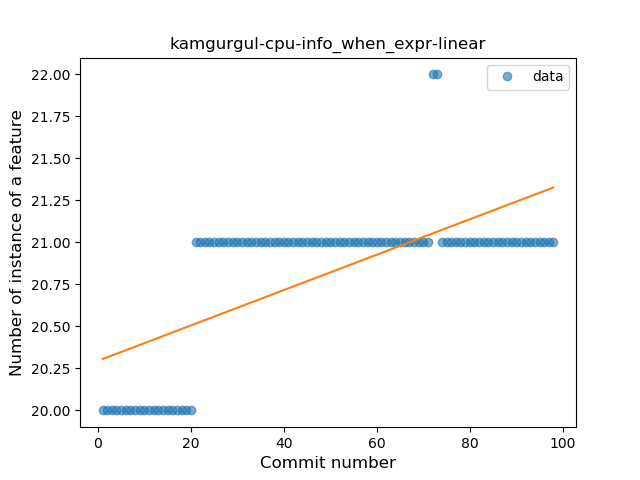 kamgurgul-cpu-info_when_expr-linear
data
Number of instance of a feature
22.00
21.75
21.50
21.25
21.00
20.75
20.50
20.25
20.00
0 20 40 60 80 100
Commit number